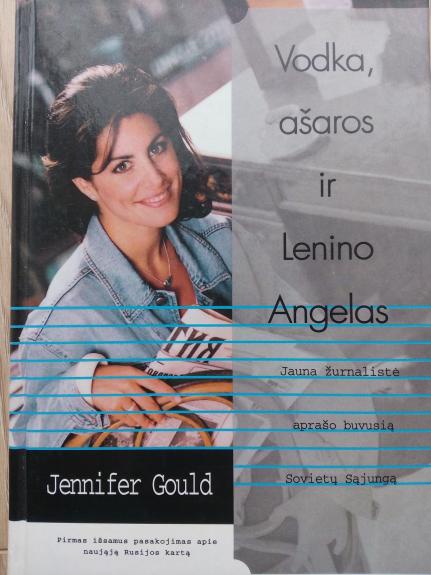 Vodka,
ašaros
ir
Lenino
Angelas
Jauna žurnalistė
aprašo buvusią
Sovietų Sąjungą
Jennifer Gould
Pirmas išsamus pasakojimas apie
naująją Rusijos kartą